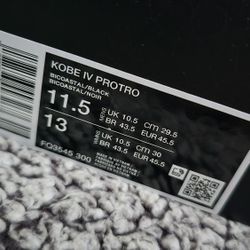 KOBE IV PROTRO
BICOASTAL/BLACK
BICOASTAL/NOIR
11.5 UK 10.5 CM 29.5
BR 43.5 EUR 45.5
13 UK 10.5 CM 30
BR 43.5 EUR 45.5
FQ3545 300